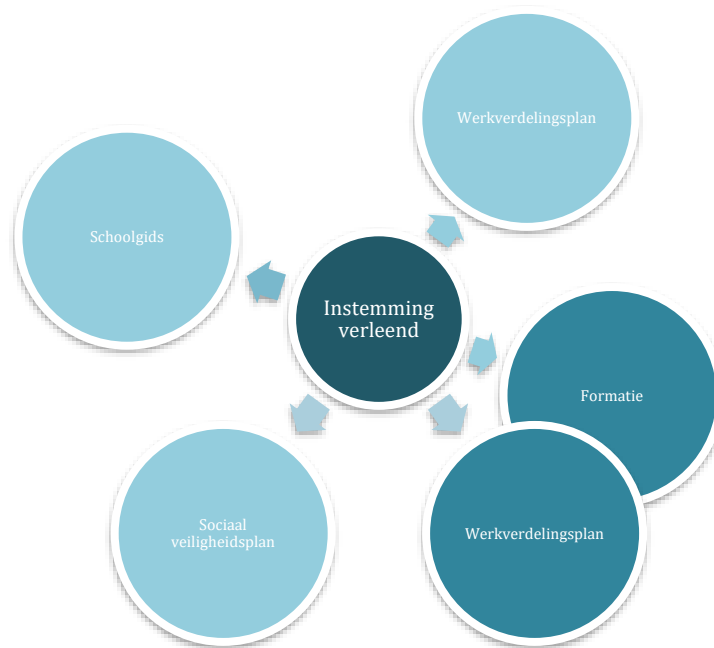 Werkverdelingsplan
Schoolgids
Instemming
verleend
Formatie
Sociaal
veiligheidsplan
Werkverdelingsplan